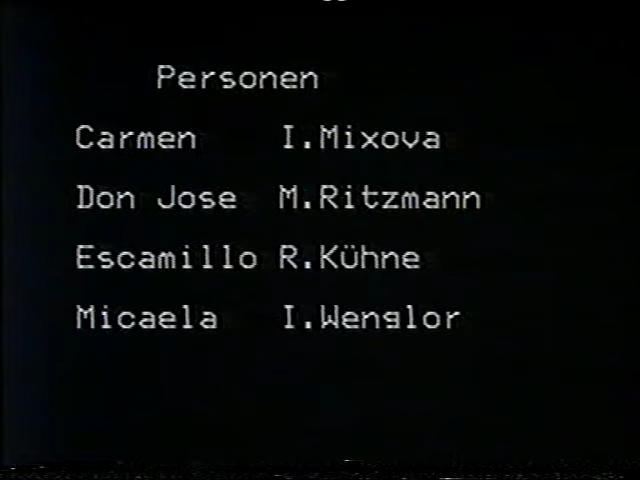 Personen
Carmen I.Mixova
Don Jose M.Ritzmann
Escamillo R.Kühne
Micaela I.Wenglor